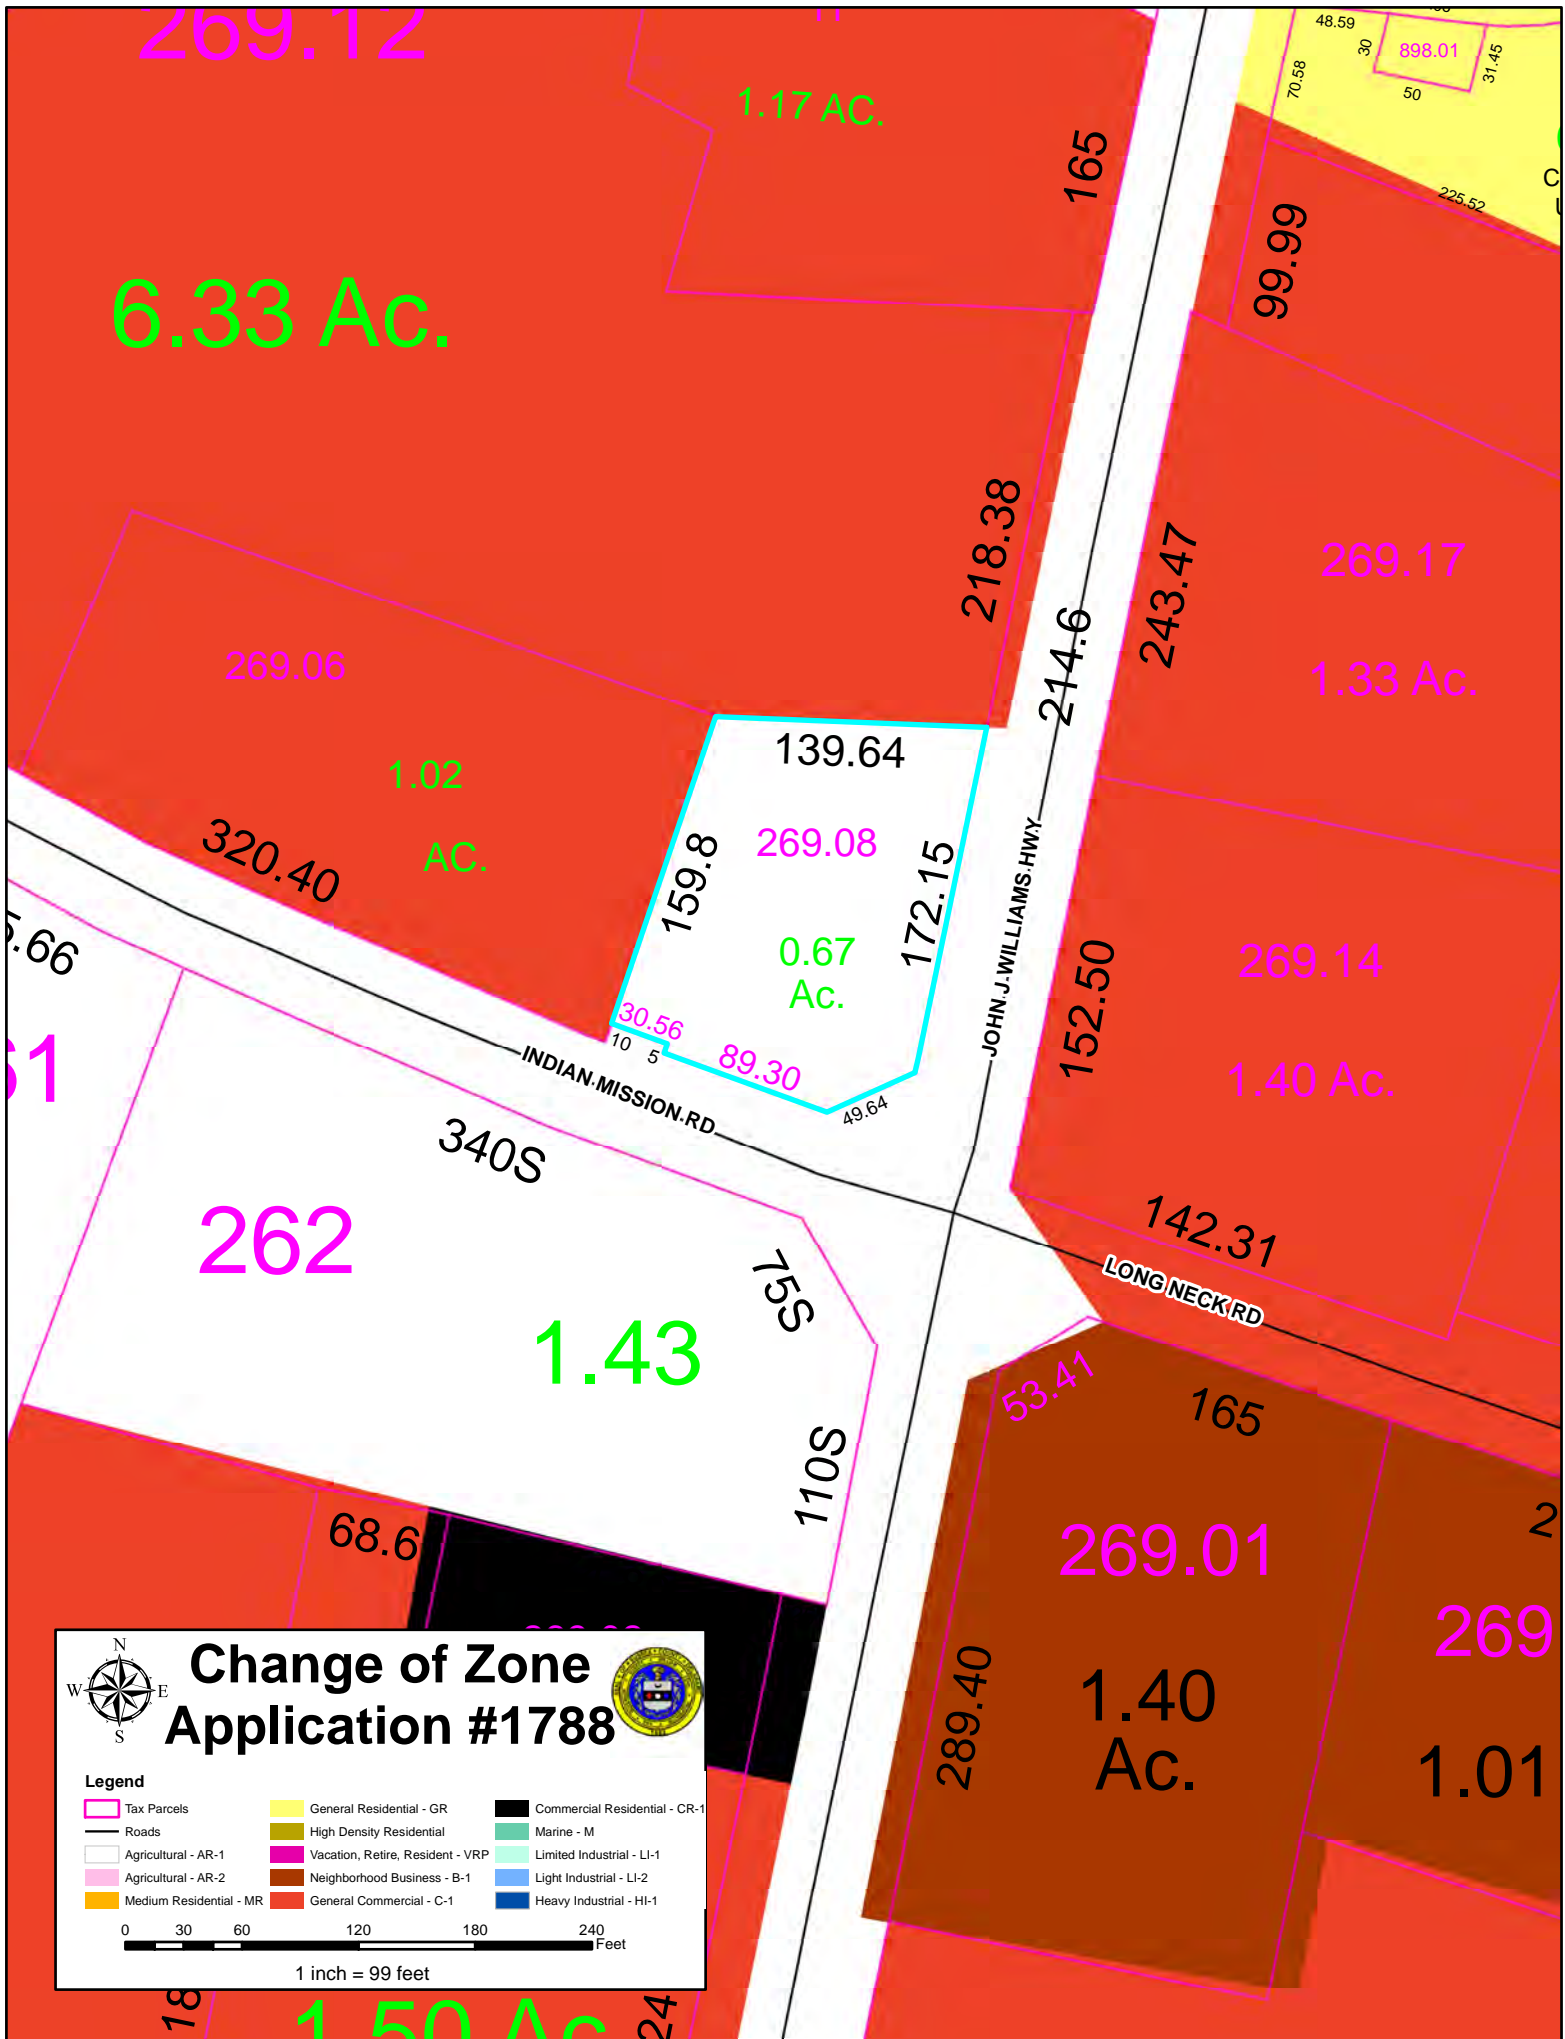 269.12
48.59
30
898.01
31.45
70.58
50
1.17 AC.
165
225.52
99.99
6.33 Ac.
218.38
243.47
269.17
214.6
1.33 Ac.
269.06
139.64
1.02
AC.
269.08
320.40
159.8
172.15
JOHN J WILLIAMS HWY
0.67
Ac.
5.66
152.50
269.14
30.56
10
5
89.30
61
INDIAN MISSION RD
1.40 Ac.
49.64
340S
262
142.31
75S
LONG NECK RD
1.43
53.41
165
110S
68.6
269.01
269
289.40
1.40
Ac.
1.01
N
W
E
S
Change of Zone
Application #1788
Legend
Tax Parcels
Roads
Agricultural - AR-1
Agricultural - AR-2
Medium Residential - MR
General Residential - GR
High Density Residential
Vacation, Retire, Resident - VRP
Neighborhood Business - B-1
General Commercial - C-1
Commercial Residential - CR-1
Marine - M
Limited Industrial - LI-1
Light Industrial - LI-2
Heavy Industrial - HI-1
0 30 60 120 180 240
Feet
1 inch = 99 feet
18
1.50 Ac
24